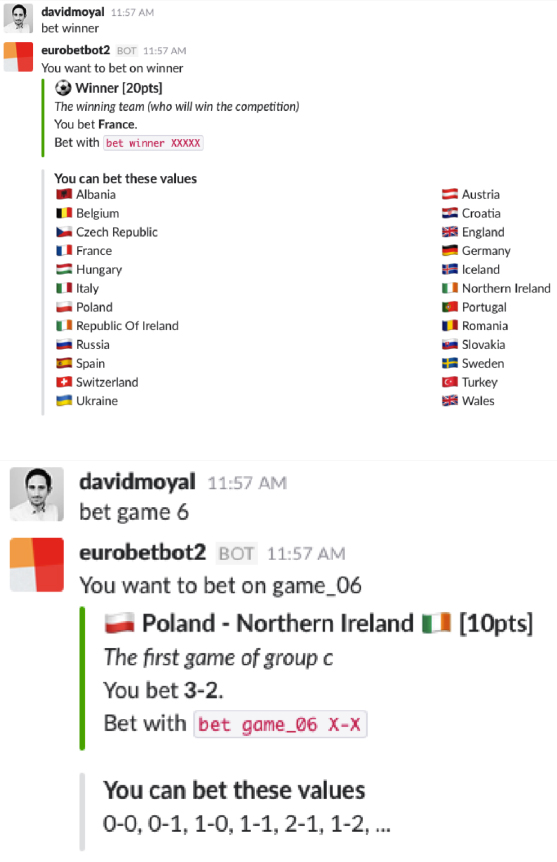 davidmoyal 11:57 AM
bet winner
eurobetbot2 BOT 11:57 AM
You want to bet on winner
Winner [20pts]
The winning team (who will win the competition)
You bet France.
Bet with bet winner XXXXX
You can bet these values
Albania Austria
Belgium Croatia
Czech Republic England
France Germany
Hungary Iceland
Italy Northern Ireland
Poland Portugal
Republic Of Ireland Romania
Russia Slovakia
Spain Sweden
Switzerland Turkey
Ukraine Wales
davidmoyal 11:57 AM
bet game 6
eurobetbot2 BOT 11:57 AM
You want to bet on game_06
Poland - Northern Ireland [10pts]
The first game of group c
You bet 3-2.
Bet with bet game_06 X-X
You can bet these values
0-0, 0-1, 1-0, 1-1, 2-1, 1-2, ...